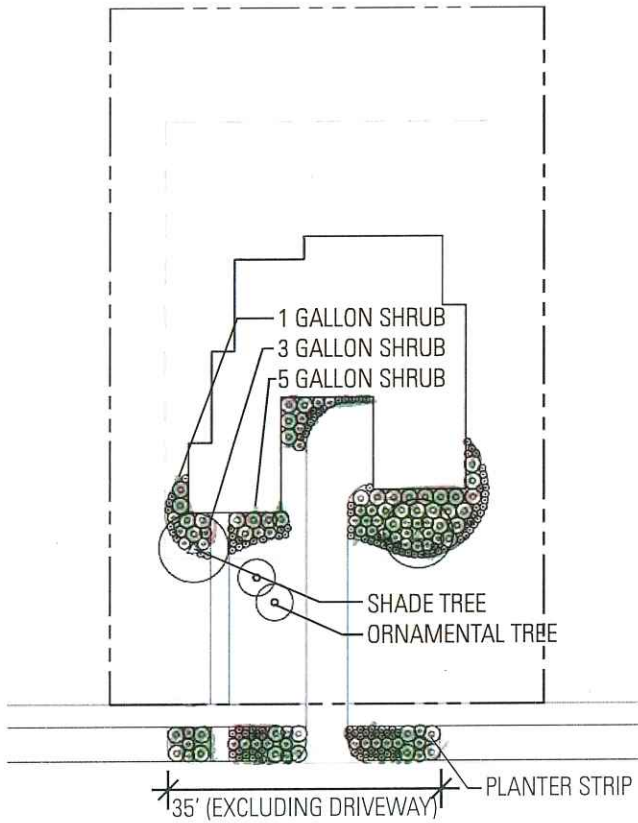 1 GALLON SHRUB
3 GALLON SHRUB
5 GALLON SHRUB
SHADE TREE
ORNAMENTAL TREE
PLANTER STRIP
35' (EXCLUDING DRIVEWAY)